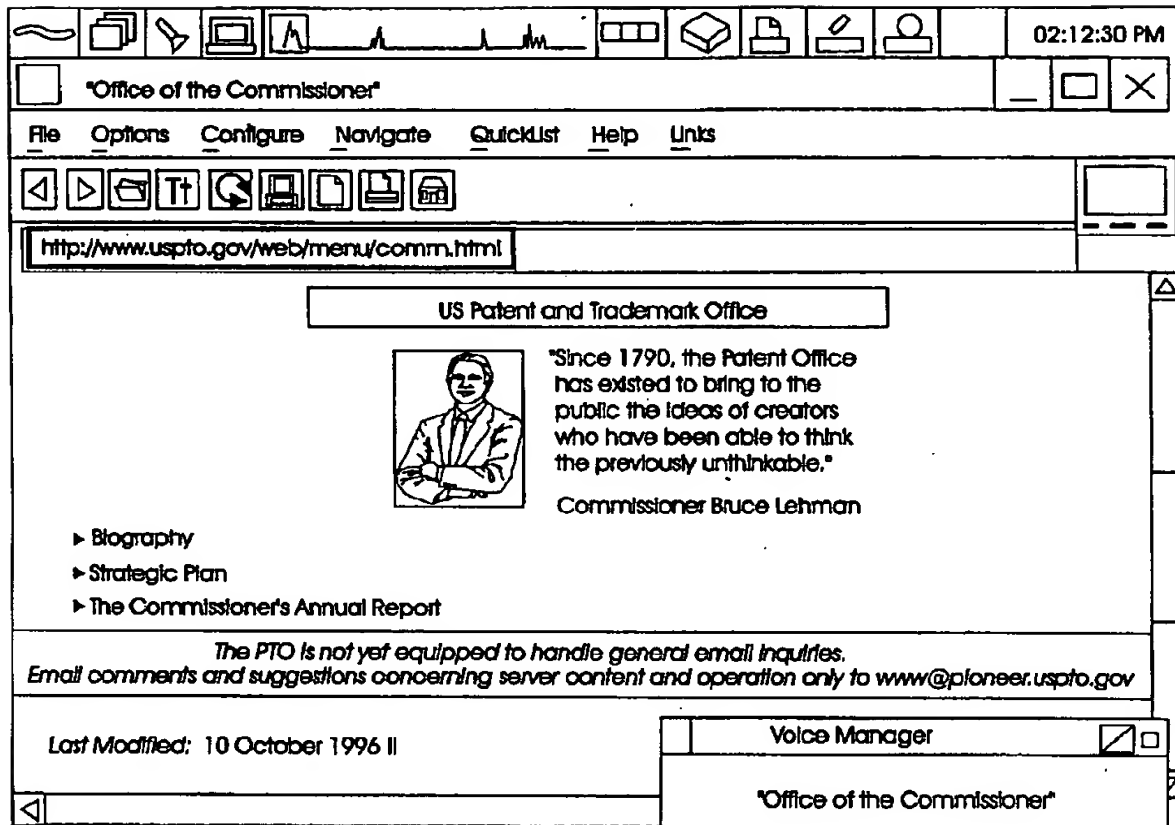 02:12:30 PM
"Office of the Commissioner"
File Options Configure Navigate QuickList Help Links
T†
http://www.uspto.gov/web/menu/comm.html
US Patent and Trademark Office
"Since 1790, the Patent Office
has existed to bring to the
public the ideas of creators
who have been able to think
the previously unthinkable."
Commissioner Bruce Lehman
▸ Biography
▸ Strategic Plan
▸ The Commissioner's Annual Report
The PTO is not yet equipped to handle general email inquiries.
Email comments and suggestions concerning server content and operation only to www@pioneer.uspto.gov
Last Modified: 10 October 1996 II
Voice Manager
"Office of the Commissioner"